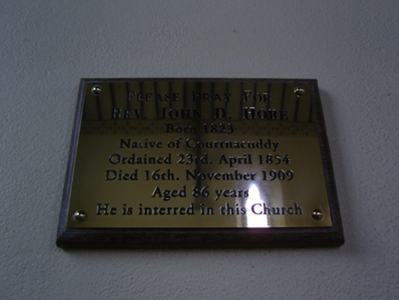 Please Pray For
Rev. John D. Hore
Born 1823
Native of Courtnacuddy
Ordained 23rd. April 1854
Died 16th. November 1909
Aged 86 years
He is interred in this Church